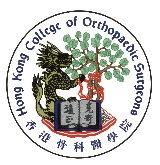 Hong Kong College of Orthopaedic Surgeons
香港骨科醫學院